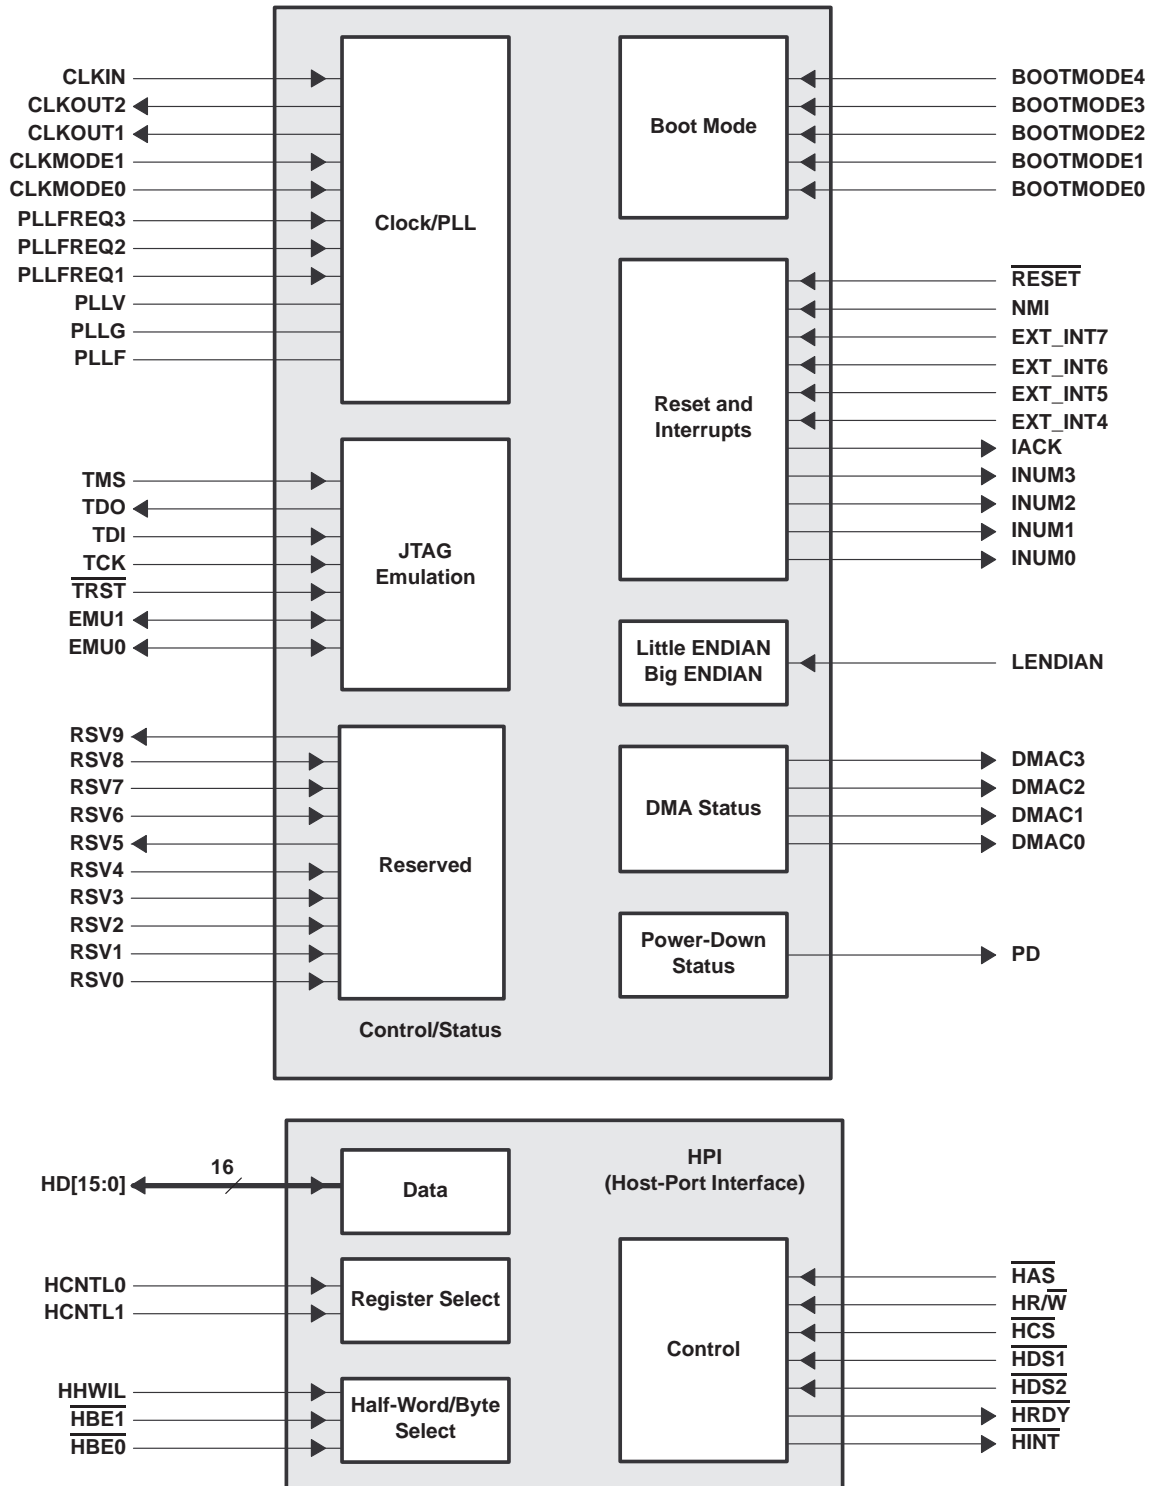 CLKIN
CLKOUT2
CLKOUT1
CLKMODE1
CLKMODE0
PLLFREQ3
PLLFREQ2
PLLFREQ1
PLLV
PLLG
PLLF
Clock/PLL
Boot Mode
BOOTMODE4
BOOTMODE3
BOOTMODE2
BOOTMODE1
BOOTMODE0
Reset and
Interrupts
RESET
NMI
EXT_INT7
EXT_INT6
EXT_INT5
EXT_INT4
IACK
INUM3
INUM2
INUM1
INUM0
TMS
TDO
TDI
TCK
TRST
EMU1
EMU0
JTAG
Emulation
Little ENDIAN
Big ENDIAN
LENDIAN
RSV9
RSV8
RSV7
RSV6
RSV5
RSV4
RSV3
RSV2
RSV1
RSV0
Reserved
DMA Status
DMAC3
DMAC2
DMAC1
DMAC0
Power-Down
Status
PD
Control/Status
HD[15:0]
16
Data
HPI
(Host-Port Interface)
HCNTL0
HCNTL1
Register Select
HHWIL
HBE1
HBE0
Half-Word/Byte
Select
Control
HAS
HR/W
HCS
HDS1
HDS2
HRDY
HINT